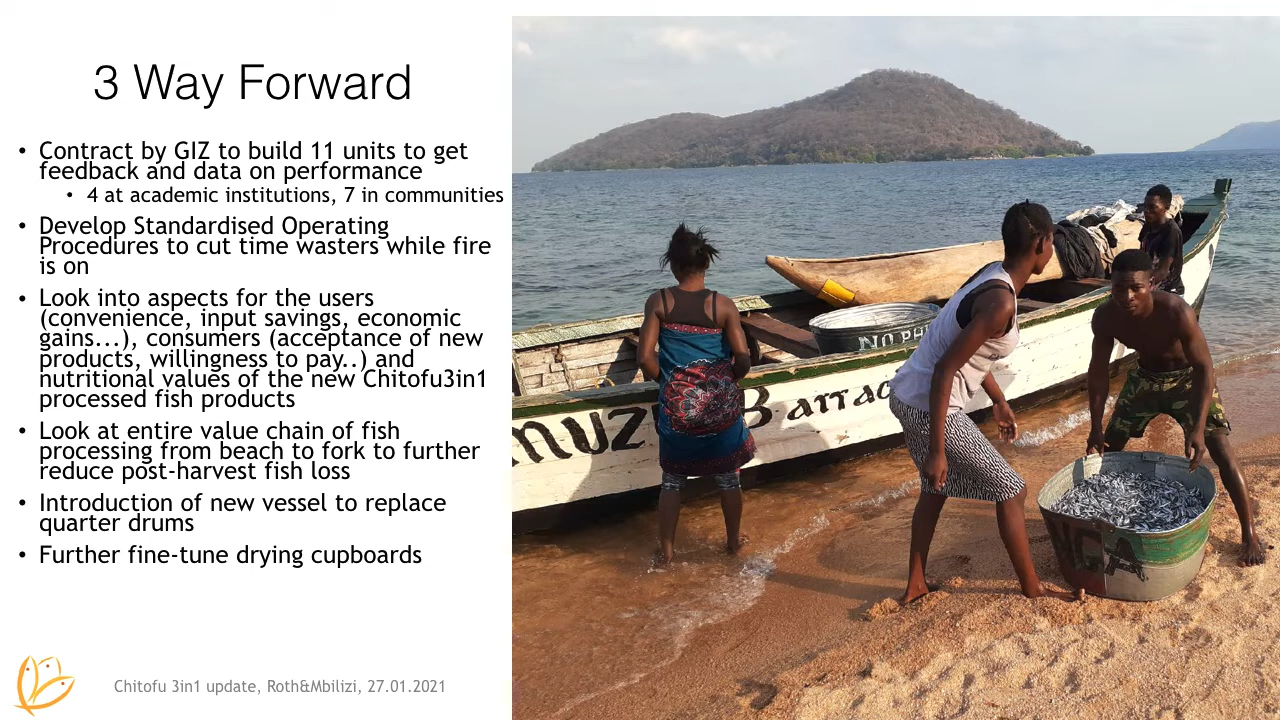 3 Way Forward
• Contract by GIZ to build 11 units to get
feedback and data on performance
• 4 at academic institutions, 7 in communities
• Develop Standardised Operating
Procedures to cut time wasters while fire
is on
• Look into aspects for the users
(convenience, input savings, economic
gains...), consumers (acceptance of new
products, willingness to pay..) and
nutritional values of the new Chitofu3in1
processed fish products
• Look at entire value chain of fish
processing from beach to fork to further
reduce post-harvest fish loss
• Introduction of new vessel to replace
quarter drums
• Further fine-tune drying cupboards
Chitofu 3in1 update, Roth&Mbilizi, 27.01.2021